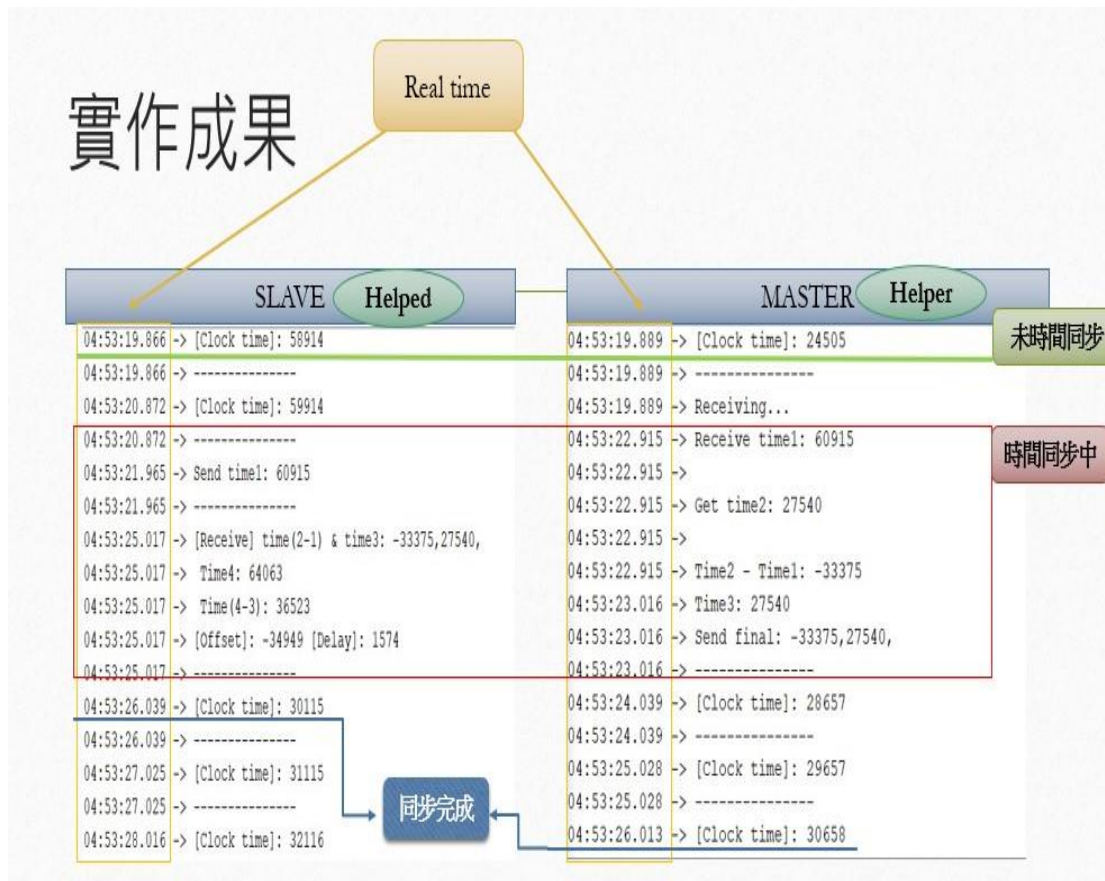 Real time
實作成果
SLAVE Helped
04:53:19.866 -> [Clock time]: 58914
04:53:19.866 -> ---------------
04:53:20.872 -> [Clock time]: 59914
04:53:20.872 -> ---------------
04:53:21.965 -> Send time1: 60915
04:53:21.965 -> ---------------
04:53:25.017 -> [Receive] time(2-1) & time3: -33375,27540,
04:53:25.017 -> Time4: 64063
04:53:25.017 -> Time(4-3): 36523
04:53:25.017 -> [Offset]: -34949 [Delay]: 1574
04:53:25.017 -> ---------------
04:53:26.039 -> [Clock time]: 30115
04:53:26.039 -> ---------------
04:53:27.025 -> [Clock time]: 31115
04:53:27.025 -> ---------------
04:53:28.016 -> [Clock time]: 32116
MASTER Helper
04:53:19.889 -> [Clock time]: 24505
04:53:19.889 -> ---------------
04:53:19.889 -> Receiving...
04:53:22.915 -> Receive time1: 60915
04:53:22.915 ->
04:53:22.915 -> Get time2: 27540
04:53:22.915 ->
04:53:22.915 -> Time2 - Time1: -33375
04:53:23.016 -> Time3: 27540
04:53:23.016 -> Send final: -33375,27540,
04:53:23.016 -> ---------------
04:53:24.039 -> [Clock time]: 28657
04:53:24.039 -> ---------------
04:53:25.028 -> [Clock time]: 29657
04:53:25.028 -> ---------------
04:53:26.013 -> [Clock time]: 30658
未時間同步
時間同步中
同步完成